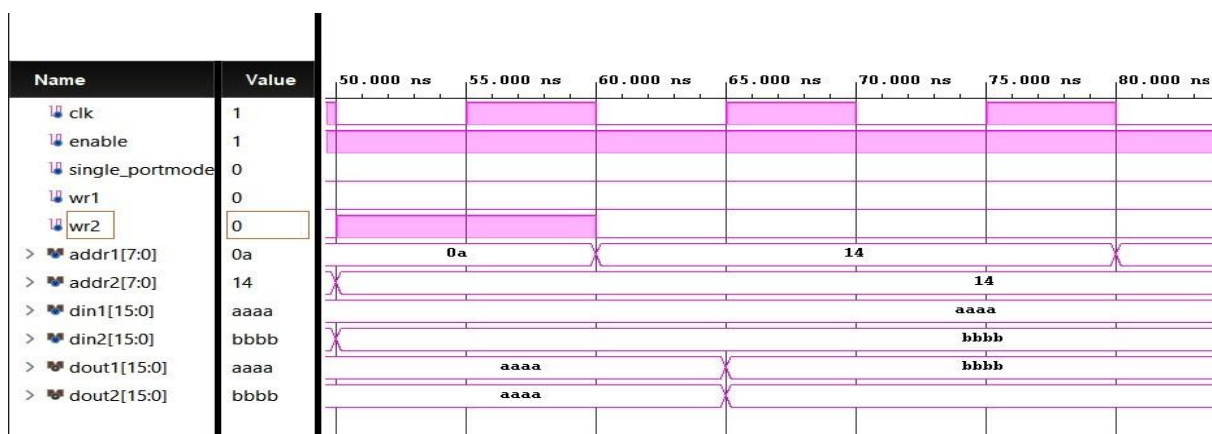 Name Value 50.000 ns 55.000 ns 60.000 ns 65.000 ns 70.000 ns 75.000 ns 80.000 ns
clk 1
enable 1
single_portmode 0
wr1 0
wr2 0
> addr1[7:0] 0a 0a 14
> addr2[7:0] 14 14
> din1[15:0] aaaa aaaa
> din2[15:0] bbbb bbbb
> dout1[15:0] aaaa aaaa bbbb
> dout2[15:0] bbbb aaaa